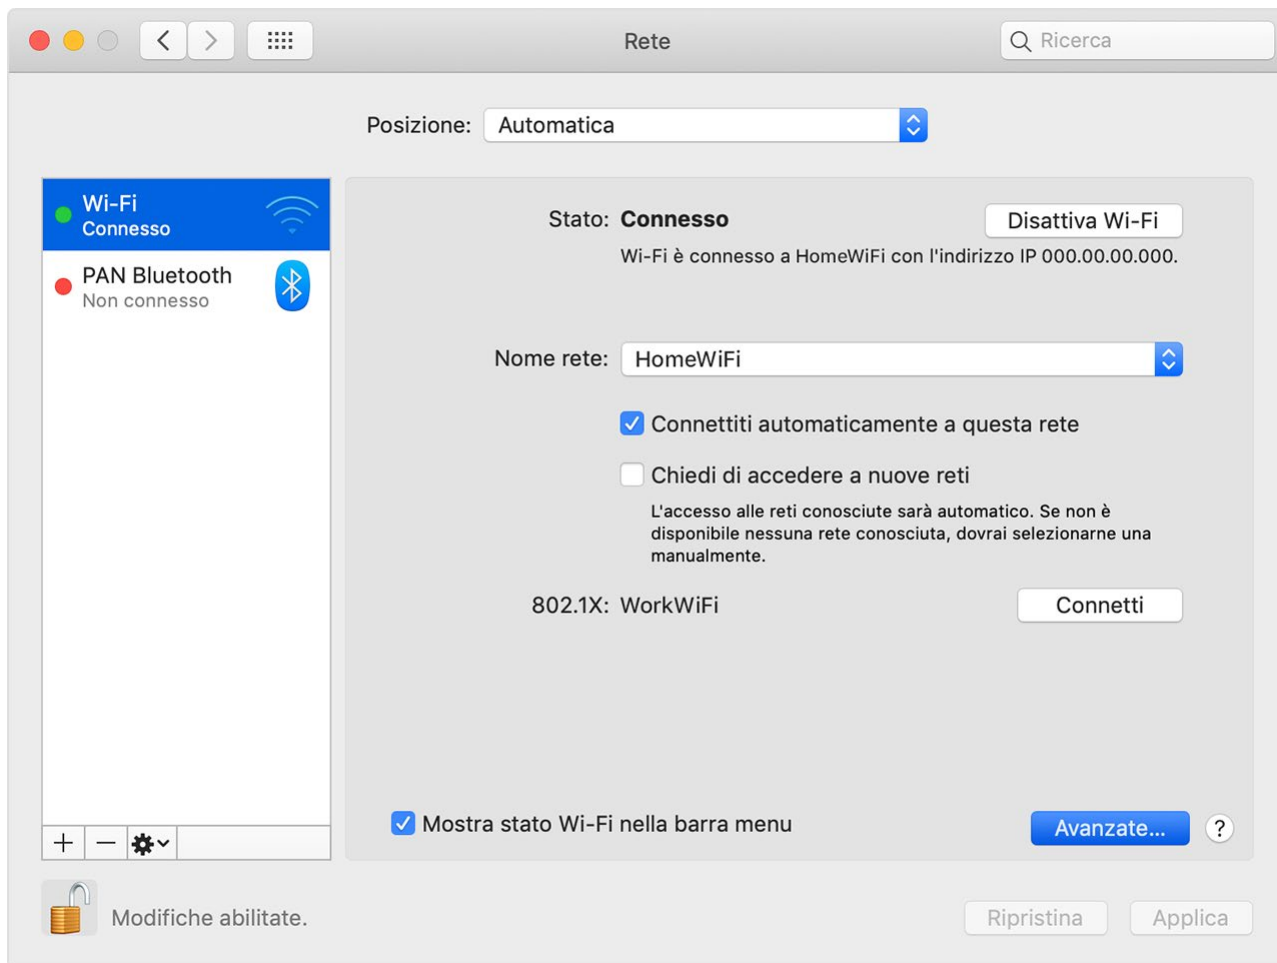 Rete
Ricerca
Posizione: Automatica
Wi-Fi
Connesso
PAN Bluetooth
Non connesso
Stato: Connesso
Disattiva Wi-Fi
Wi-Fi è connesso a HomeWiFi con l'indirizzo IP 000.00.00.000.
Nome rete: HomeWiFi
Connettiti automaticamente a questa rete
Chiedi di accedere a nuove reti
L'accesso alle reti conosciute sarà automatico. Se non è
disponibile nessuna rete conosciuta, dovrai selezionarne una
manualmente.
802.1X: WorkWiFi
Connetti
Mostra stato Wi-Fi nella barra menu
Avanzate...
?
Modifiche abilitate.
Ripristina
Applica